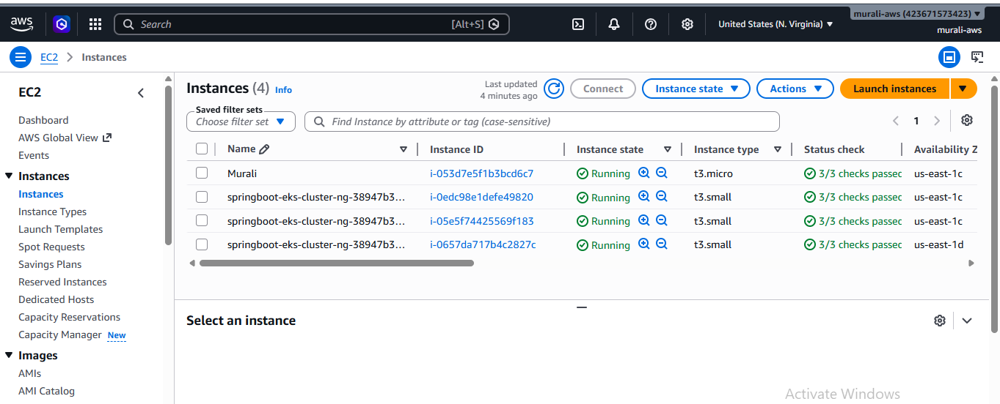 aws
Search [Alt+S]
United States (N. Virginia)
murali-aws (423671573423)
murali-aws
EC2 > Instances
EC2
Dashboard
AWS Global View
Events
Instances
Instances
Instance Types
Launch Templates
Spot Requests
Savings Plans
Reserved Instances
Dedicated Hosts
Capacity Reservations
Capacity Manager New
Images
AMIs
AMI Catalog
Instances (4) Info
Last updated
4 minutes ago
Connect
Instance state
Actions
Launch instances
Saved filter sets
Choose filter set
Find Instance by attribute or tag (case-sensitive)
1
Name Instance ID Instance state Instance type Status check Availability Z
Murali i-053d7e5f1b3bcd6c7 Running t3.micro 3/3 checks passed us-east-1c
springboot-eks-cluster-ng-38947b3... i-0edc98e1defe49820 Running t3.small 3/3 checks passed us-east-1c
springboot-eks-cluster-ng-38947b3... i-05e5f74425569f183 Running t3.small 3/3 checks passed us-east-1c
springboot-eks-cluster-ng-38947b3... i-0657da717b4c2827c Running t3.small 3/3 checks passed us-east-1d
Select an instance
Activate Windows